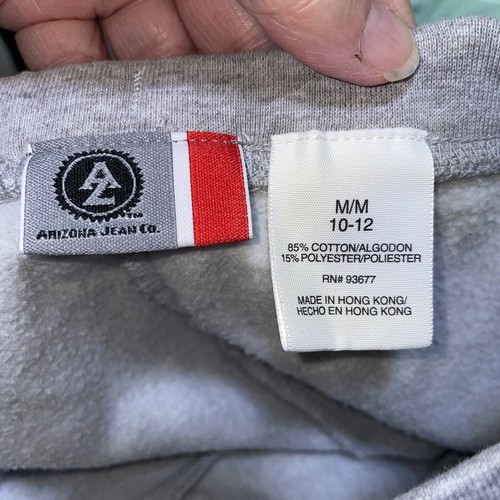 AZ
TM
ARIZONA JEAN CO.
M/M
10-12
85% COTTON/ALGODON
15% POLYESTER/POLIESTER
RN# 93677
MADE IN HONG KONG/
HECHO EN HONG KONG